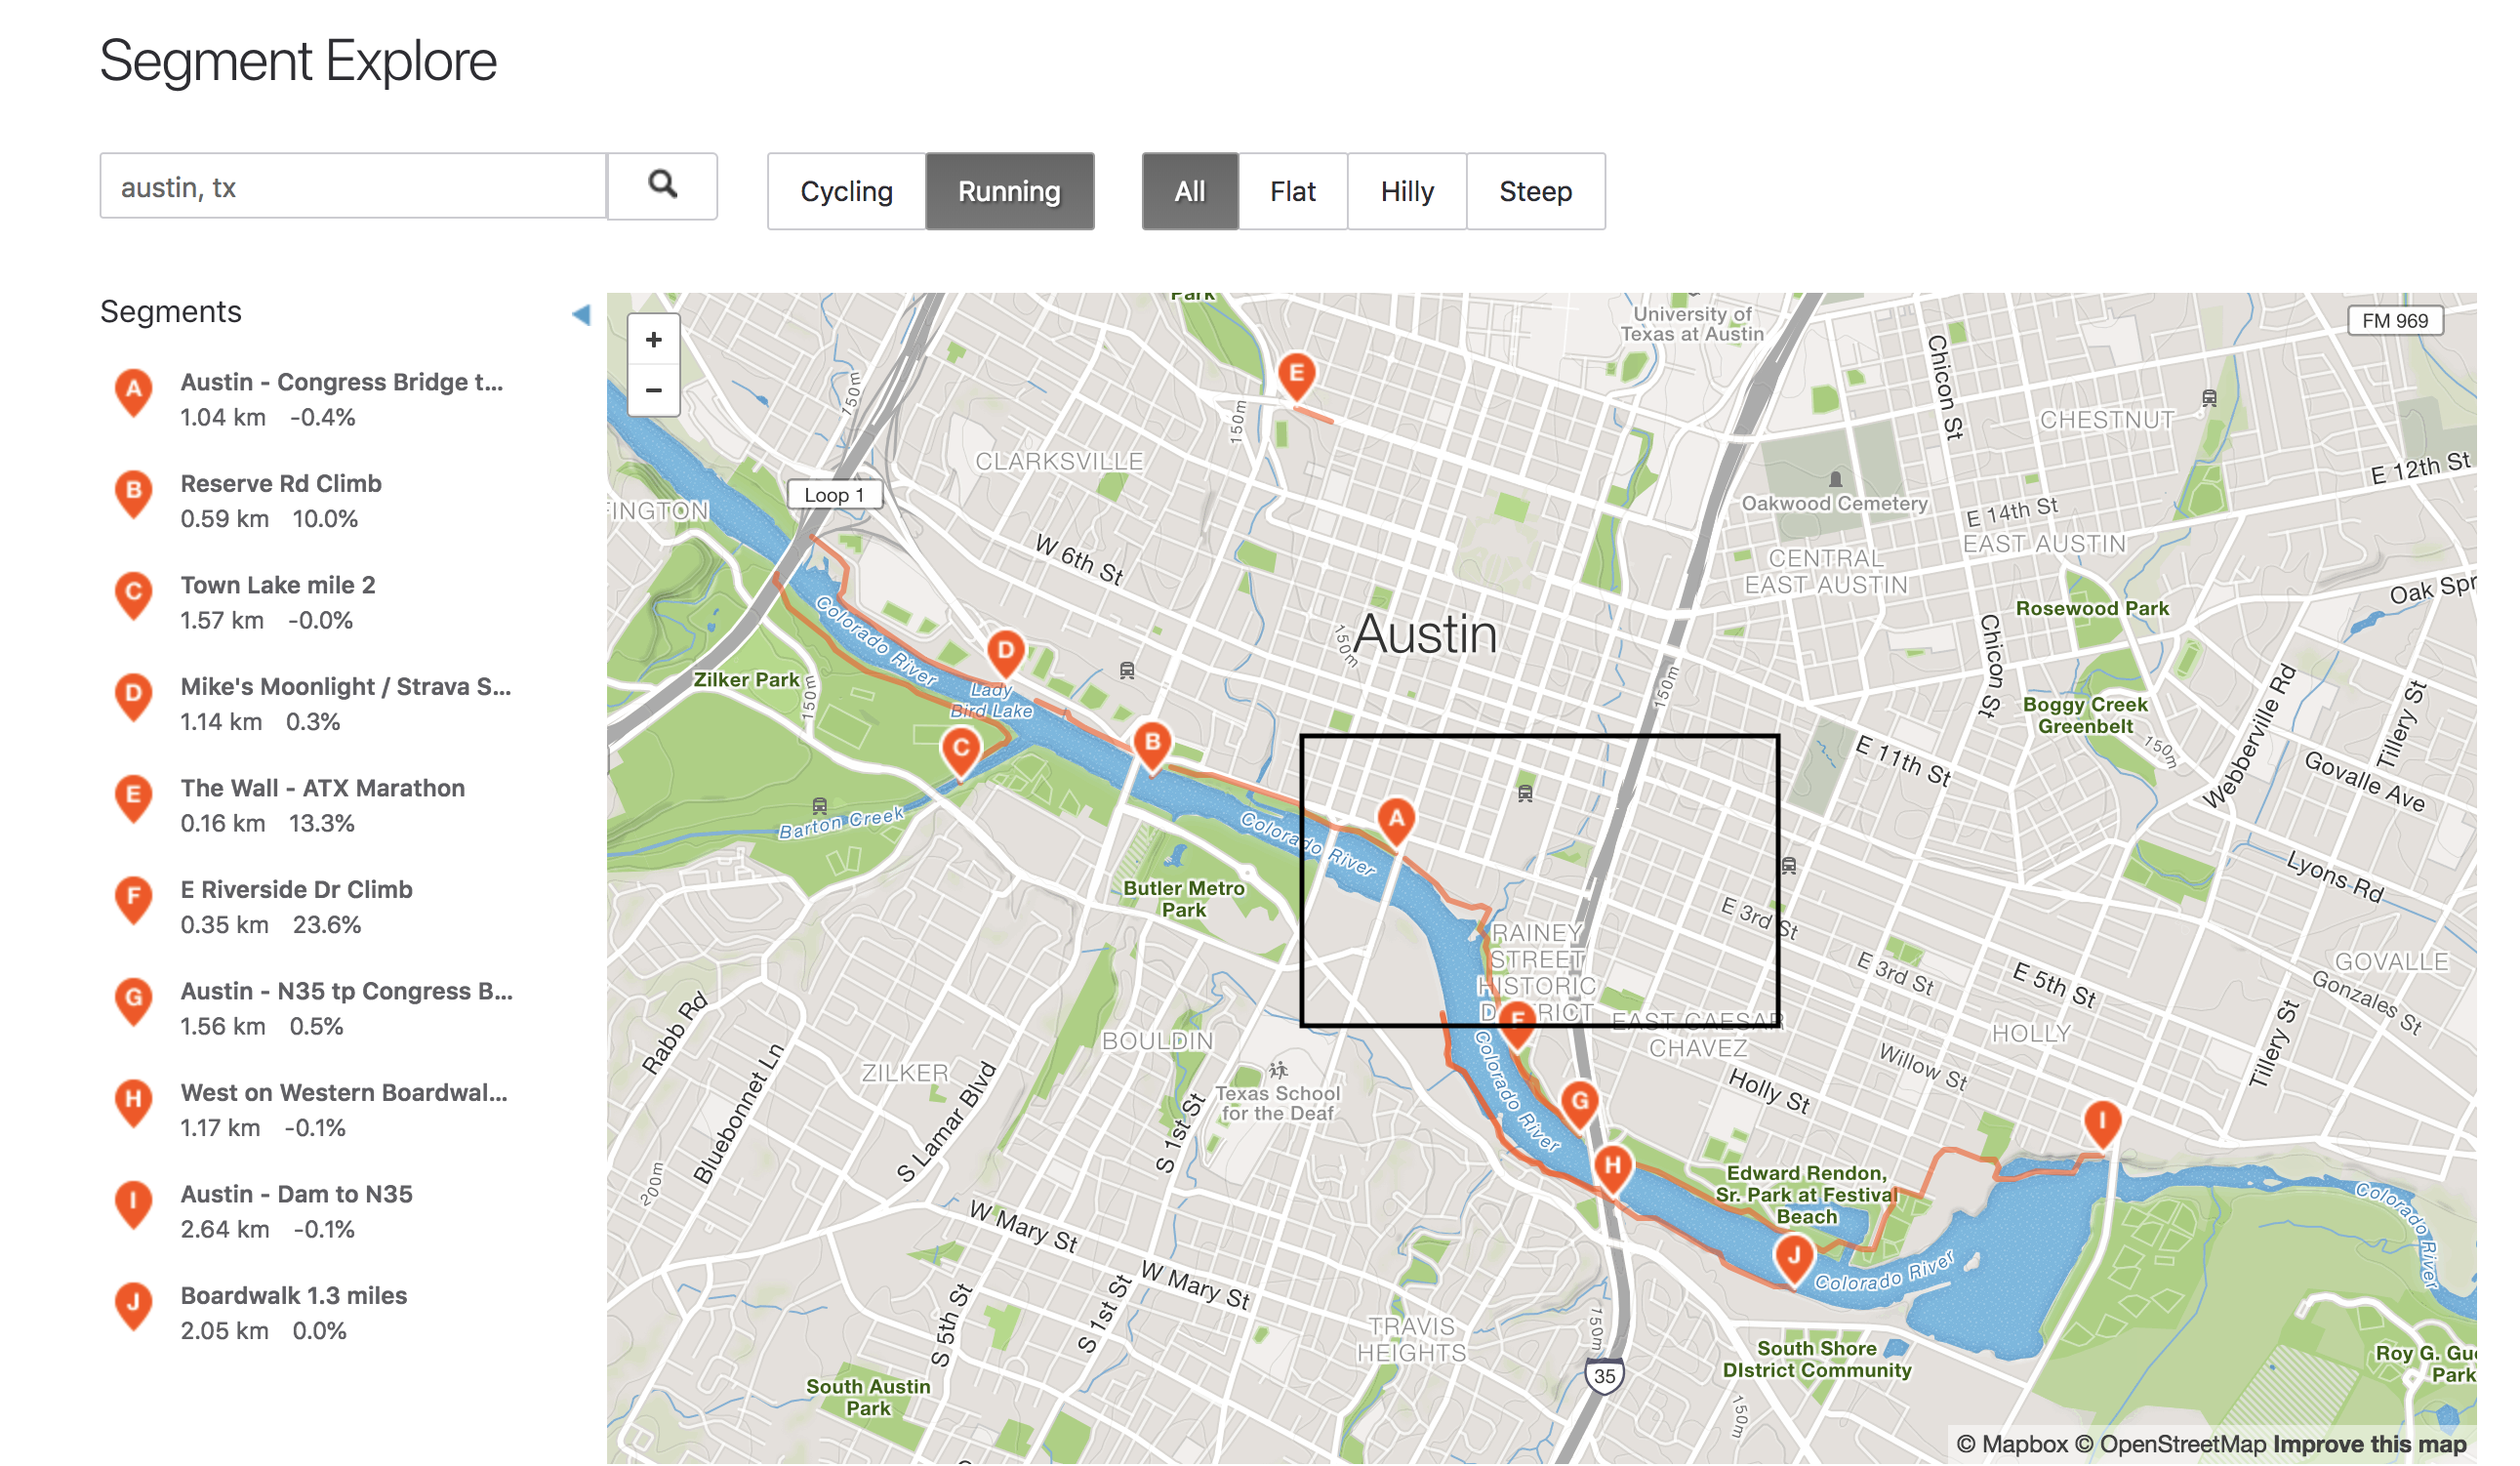 Segment Explore
austin, tx
Cycling
Running
All
Flat
Hilly
Steep
Segments
A
Austin - Congress Bridge t...
1.04 km -0.4%
B
Reserve Rd Climb
0.59 km 10.0%
C
Town Lake mile 2
1.57 km -0.0%
D
Mike's Moonlight / Strava S...
1.14 km 0.3%
E
The Wall - ATX Marathon
0.16 km 13.3%
F
E Riverside Dr Climb
0.35 km 23.6%
G
Austin - N35 tp Congress B...
1.56 km 0.5%
H
West on Western Boardwal...
1.17 km -0.1%
I
Austin - Dam to N35
2.64 km -0.1%
J
Boardwalk 1.3 miles
2.05 km 0.0%
+
−
Park
University of
Texas at Austin
FM 969
E
150m
150m
Chicon St
CHESTNUT
CLARKSVILLE
E 12th St
Loop 1
Oakwood Cemetery
INGTON
E 14th St
EAST AUSTIN
W 6th St
CENTRAL
EAST AUSTIN
Oak Spr
Rosewood Park
Colorado River
Austin
150m
Chicon St
D
Zilker Park
150m
Lady
Bird Lake
150m
Boggy Creek
Greenbelt
Webberville Rd
Tillery St
150m
C
B
E 11th St
Govalle Ave
Barton Creek
Colorado River
A
Lyons Rd
Butler Metro
Park
E 3rd St
RAINEY
STREET
HISTORIC
DISTRICT
E 3rd St
E 5th St
GOVALLE
Gonzales St
F
EAST CAESAR
CHAVEZ
HOLLY
Rabb Rd
BOULDIN
Tillery St
Bluebonnet Ln
ZILKER
S Lamar Blvd
Texas School
for the Deaf
S 1st St
Colorado River
Willow St
Holly St
G
I
H
Edward Rendon,
Sr. Park at Festival
Beach
200m
W Mary St
J
Colorado River
Colorado River
W Mary St
S 5th St
S 1st St
TRAVIS
HEIGHTS
150m
South Shore
DIstrict Community
Roy G. Gue
Park
35
South Austin
Park
150m
© Mapbox © OpenStreetMap Improve this map